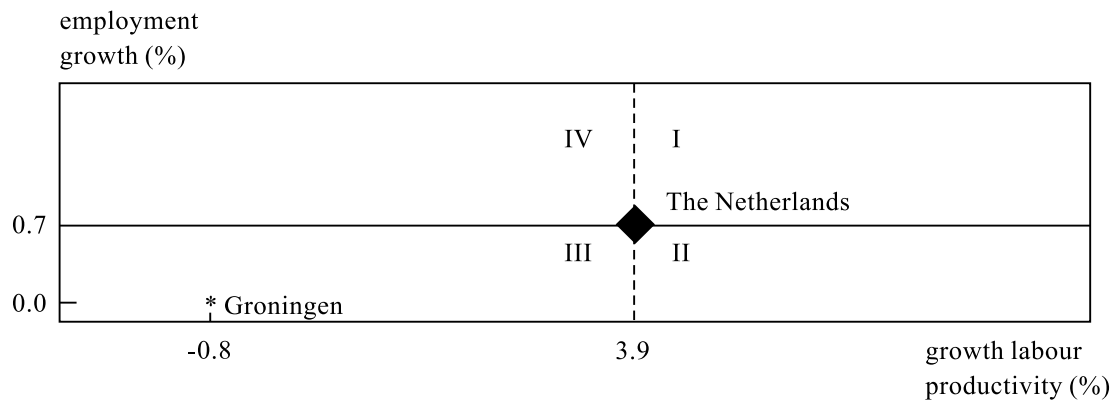 employment
growth (%)
IV I
The Netherlands
0.7
III II
0.0
* Groningen
-0.8 3.9 growth labour
productivity (%)